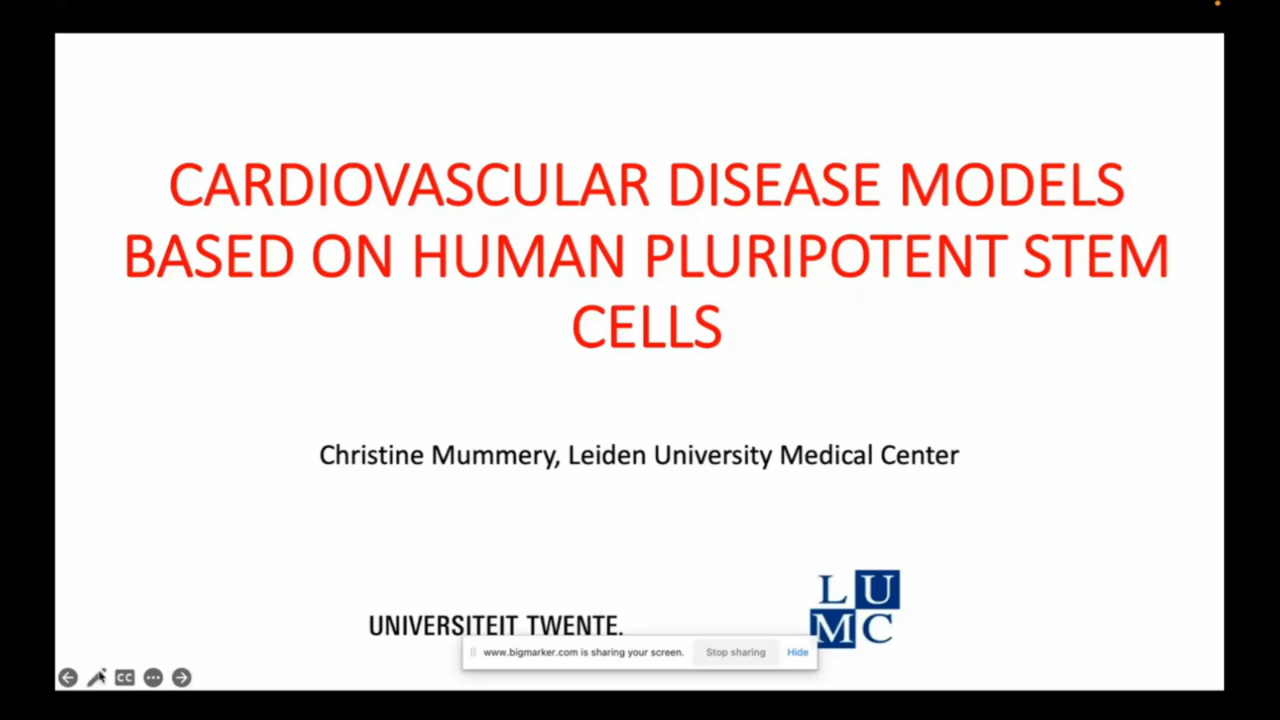 CARDIOVASCULAR DISEASE MODELS
BASED ON HUMAN PLURIPOTENT STEM
CELLS
Christine Mummery, Leiden University Medical Center
UNIVERSITEIT TWENTE.
L U
M C
www.bigmarker.com is sharing your screen. Stop sharing Hide
CC